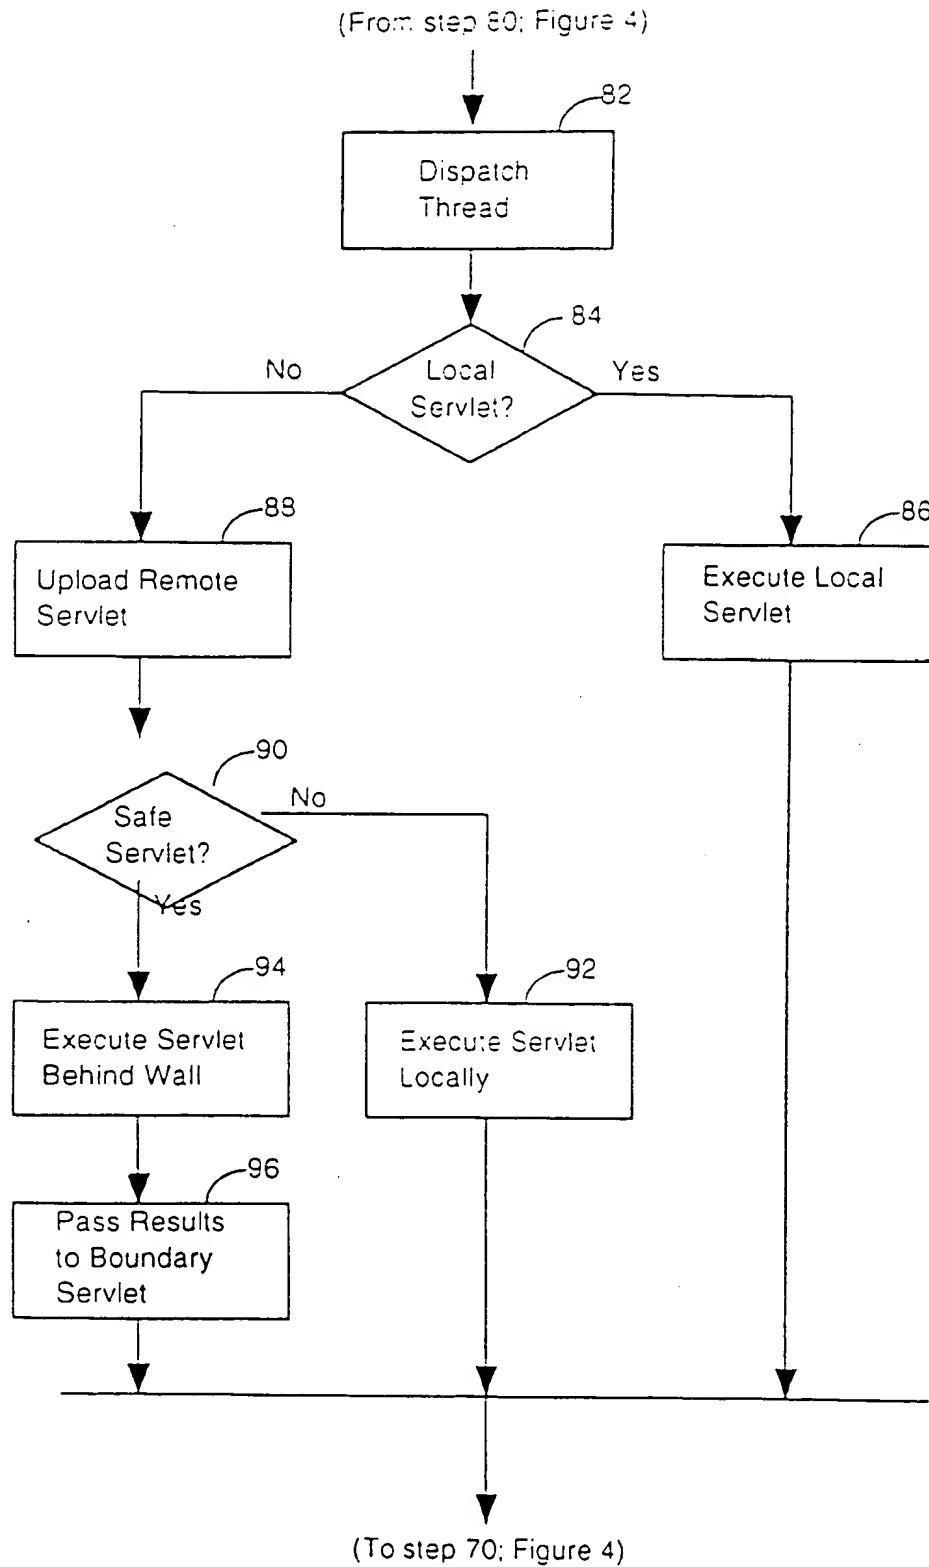 (From step 80; Figure 4)
82
Dispatch
Thread
84
No
Local
Servlet?
Yes
88
86
Upload Remote
Servlet
Execute Local
Servlet
90
No
Safe
Servlet?
Yes
94
92
Execute Servlet
Behind Wall
Execute Servlet
Locally
96
Pass Results
to Boundary
Servlet
(To step 70; Figure 4)